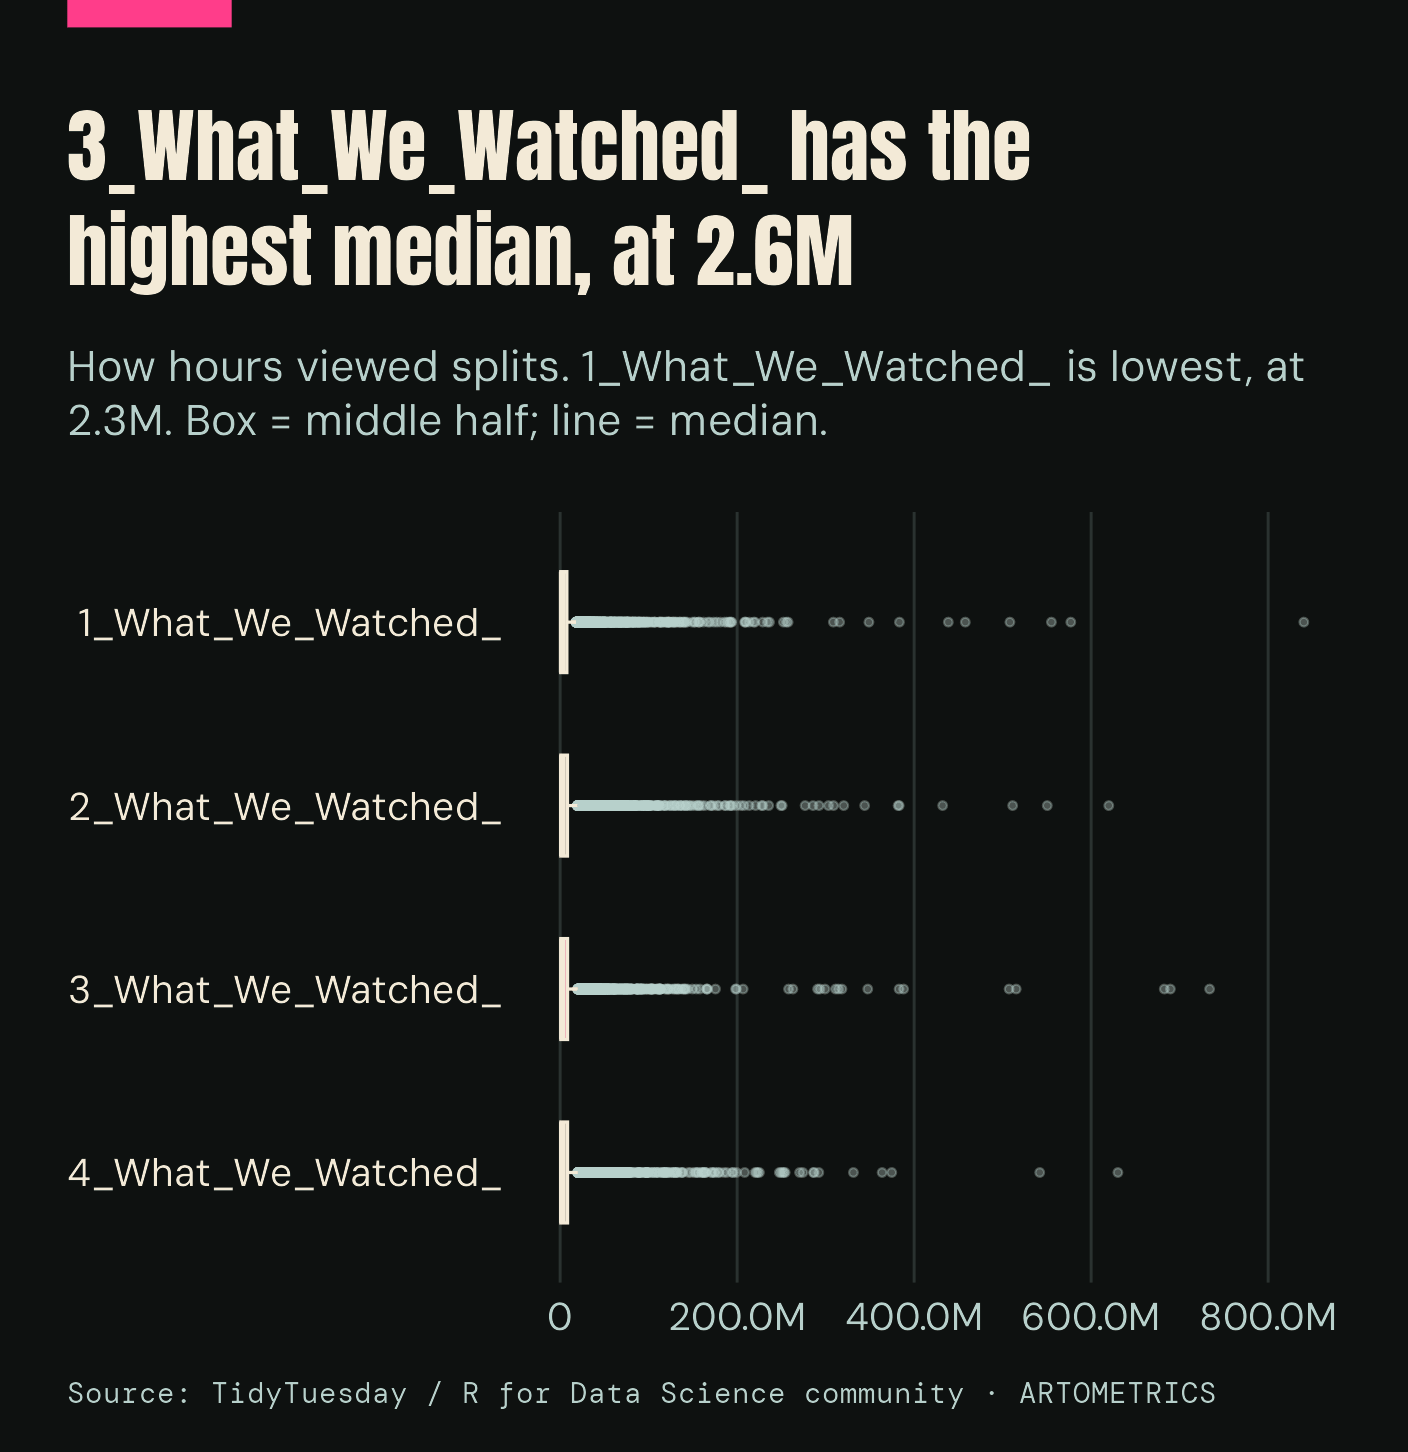 3_What_We_Watched_ has the
highest median, at 2.6M
How hours viewed splits. 1_What_We_Watched_ is lowest, at
2.3M. Box = middle half; line = median.
1_What_We_Watched_
2_What_We_Watched_
3_What_We_Watched_
4_What_We_Watched_
0 200.0M 400.0M 600.0M 800.0M
Source: TidyTuesday / R for Data Science community · ARTOMETRICS